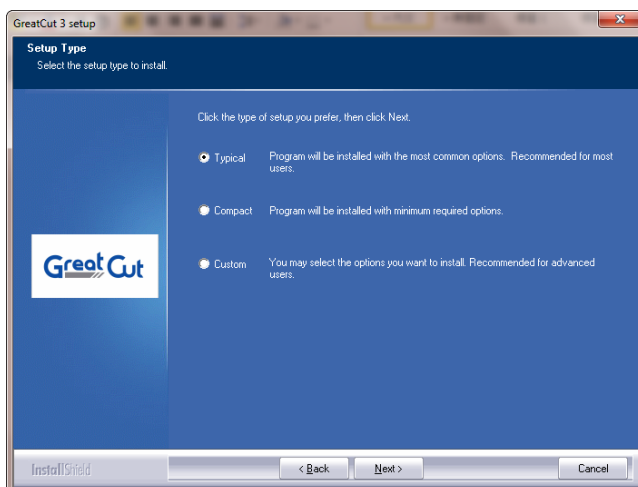 GreatCut 3 setup
Setup Type
Select the setup type to install.
Click the type of setup you prefer, then click Next.
Typical Program will be installed with the most common options. Recommended for most
users.
Compact Program will be installed with minimum required options.
Great Cut
Custom You may select the options you want to install. Recommended for advanced
users.
InstallShield
< Back Next > Cancel